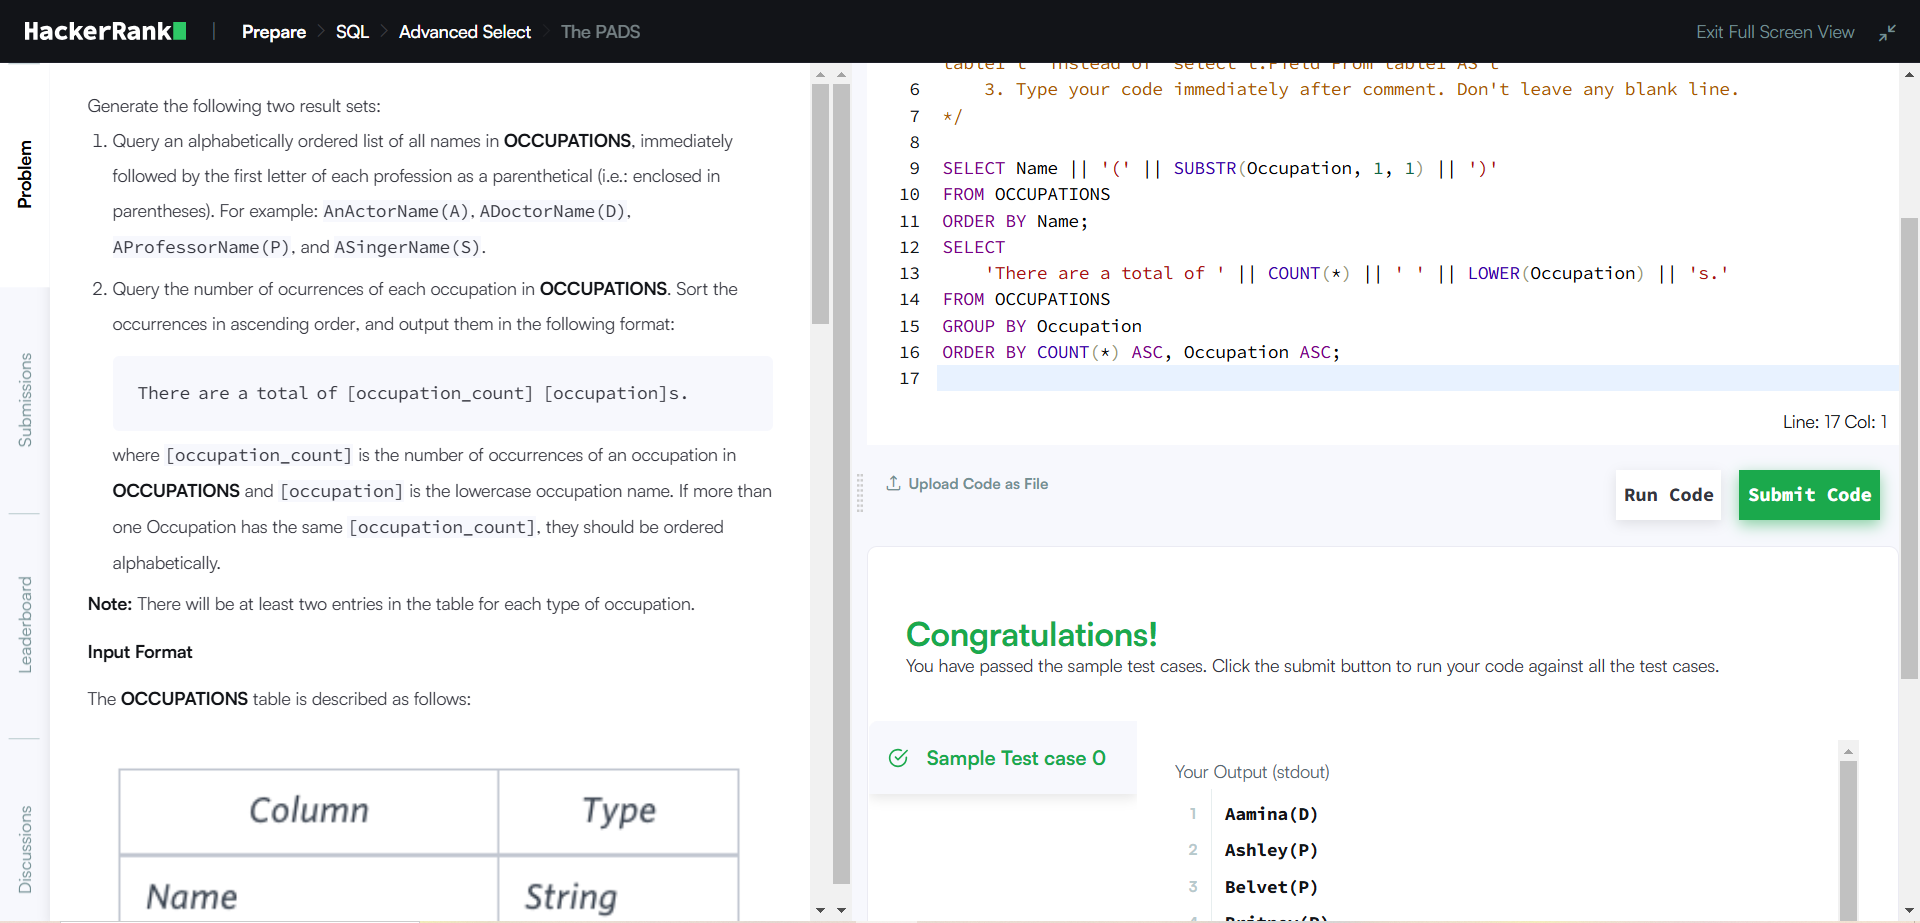 HackerRank
Prepare
SQL
Advanced Select
The PADS
Exit Full Screen View
Problem
Submissions
Leaderboard
Discussions
Generate the following two result sets:
1. Query an alphabetically ordered list of all names in OCCUPATIONS, immediately
followed by the first letter of each profession as a parenthetical (i.e.: enclosed in
parentheses). For example: AnActorName(A), ADoctorName(D),
AProfessorName(P), and ASingerName(S).
2. Query the number of ocurrences of each occupation in OCCUPATIONS. Sort the
occurrences in ascending order, and output them in the following format:
There are a total of [occupation_count] [occupation]s.
where [occupation_count] is the number of occurrences of an occupation in
OCCUPATIONS and [occupation] is the lowercase occupation name. If more than
one Occupation has the same [occupation_count], they should be ordered
alphabetically.
Note: There will be at least two entries in the table for each type of occupation.
Input Format
The OCCUPATIONS table is described as follows:
Column Type
Name String
table1 t" instead of "select t.Field From table1 AS t"
6 3. Type your code immediately after comment. Don't leave any blank line.
7 */
8
9 SELECT Name || '(' || SUBSTR(Occupation, 1, 1) || ')'
10 FROM OCCUPATIONS
11 ORDER BY Name;
12 SELECT
13 'There are a total of ' || COUNT(*) || ' ' || LOWER(Occupation) || 's.'
14 FROM OCCUPATIONS
15 GROUP BY Occupation
16 ORDER BY COUNT(*) ASC, Occupation ASC;
17
Line: 17 Col: 1
Upload Code as File
Run Code
Submit Code
Congratulations!
You have passed the sample test cases. Click the submit button to run your code against all the test cases.
Sample Test case 0
Your Output (stdout)
1 Aamina(D)
2 Ashley(P)
3 Belvet(P)
4 Britney(P)